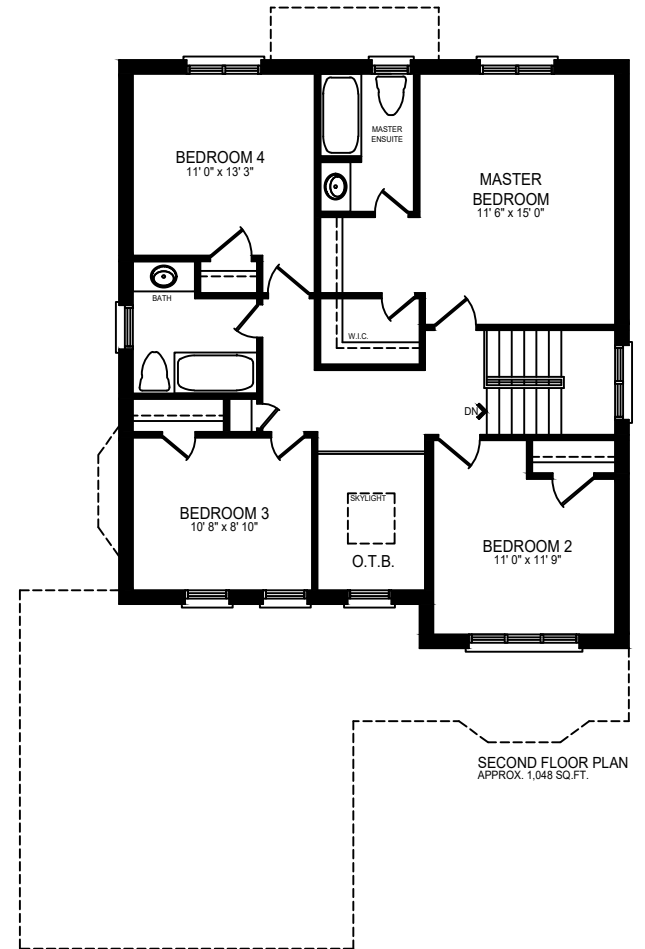 BEDROOM 4
11' 0" x 13' 3"
MASTER
ENSUITE
MASTER
BEDROOM
11' 6" x 15' 0"
BATH
W.I.C.
DN
BEDROOM 3
10' 8" x 8' 10"
SKYLIGHT
O.T.B.
BEDROOM 2
11' 0" x 11' 9"
SECOND FLOOR PLAN
APPROX. 1,048 SQ.FT.